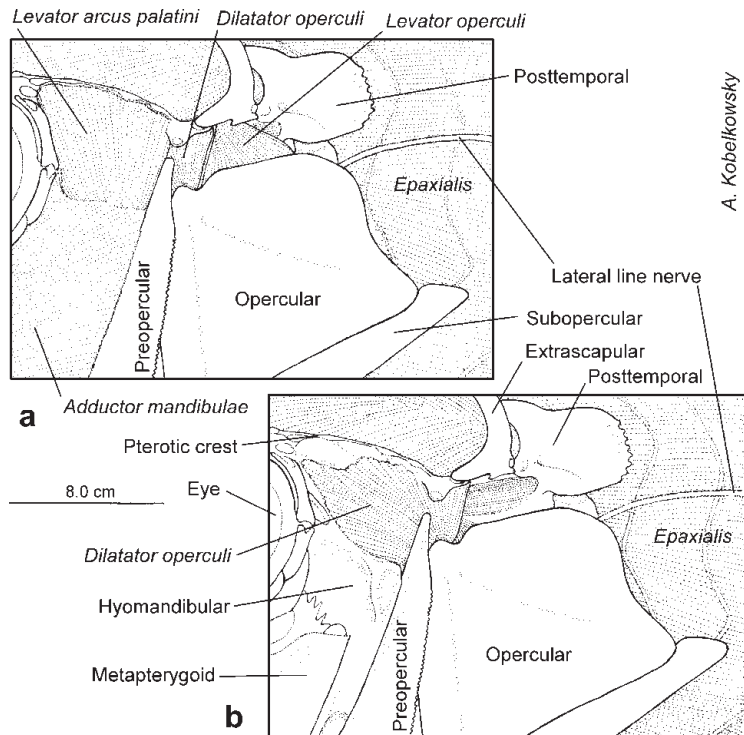 Levator arcus palatini
Dilatator operculi
Levator operculi
Posttemporal
A. Kobelkowsky
Epaxialis
Lateral line nerve
Preopercular
Opercular
Subopercular
Extrascapular
Posttemporal
a
Adductor mandibulae
Pterotic crest
8.0 cm
Eye
Epaxialis
Dilatator operculi
Hyomandibular
Preopercular
Opercular
Metapterygoid
b